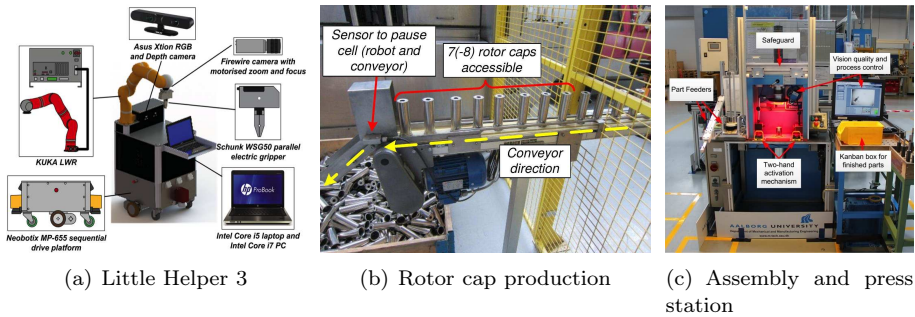 Asus Xtion RGB
and Depth camera
Firewire camera with
motorised zoom and focus
KUKA LWR
Schunk WSG50 parallel
electric gripper
hp ProBook
Neobotix MP-655 sequential
drive platform
Intel Core i5 laptop and
Intel Core i7 PC
(a) Little Helper 3
Sensor to pause
cell (robot and
conveyor)
7(-8) rotor caps
accessible
Conveyor
direction
(b) Rotor cap production
Safeguard
Vision quality and
process control
Part Feeders
Two-hand
activation
mechanism
Kanban box for
finished parts
AALBORG UNIVERSITY
(c) Assembly and press
station